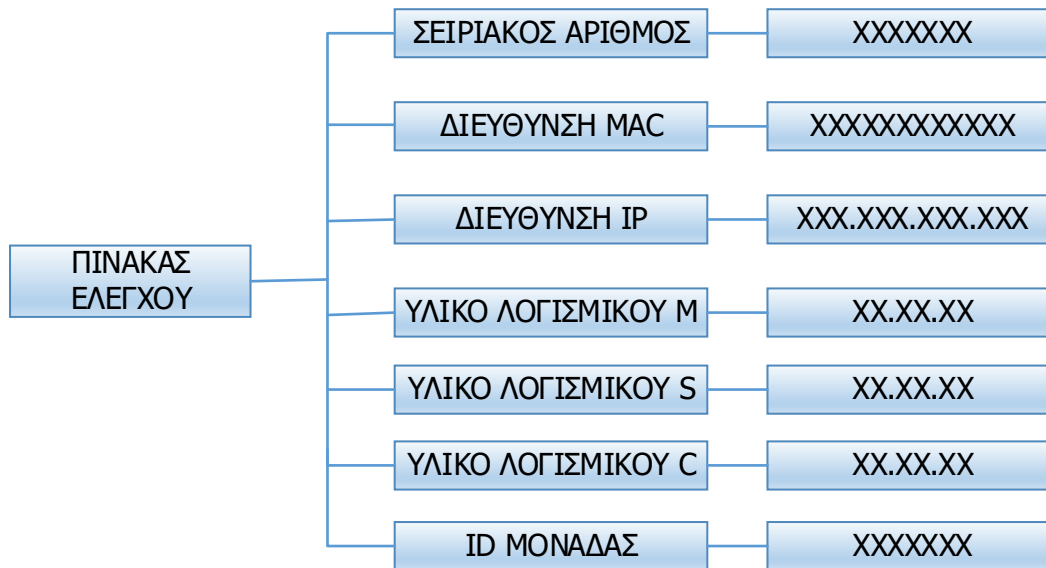 ΠΙΝΑΚΑΣ
ΕΛΕΓΧΟΥ
ΣΕΙΡΙΑΚΟΣ ΑΡΙΘΜΟΣ
XXXXXXX
ΔΙΕΥΘΥΝΣΗ MAC
XXXXXXXXXXXX
ΔΙΕΥΘΥΝΣΗ IP
XXX.XXX.XXX.XXX
ΥΛΙΚΟ ΛΟΓΙΣΜΙΚΟΥ M
XX.XX.XX
ΥΛΙΚΟ ΛΟΓΙΣΜΙΚΟΥ S
XX.XX.XX
ΥΛΙΚΟ ΛΟΓΙΣΜΙΚΟΥ C
XX.XX.XX
ID ΜΟΝΑΔΑΣ
XXXXXXX